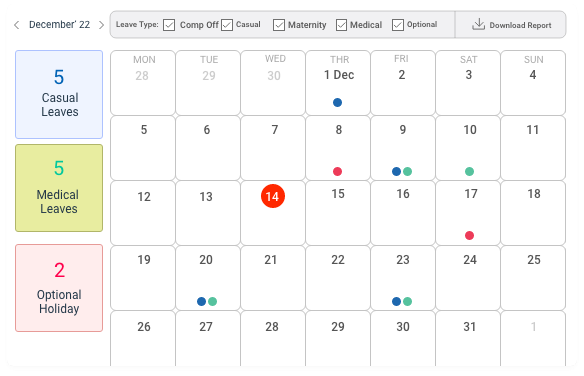 December' 22
Leave Type: Comp Off Casual Maternity Medical Optional
Download Report
5
Casual
Leaves
5
Medical
Leaves
2
Optional
Holiday
MON TUE WED THR FRI SAT SUN
28 29 30 1 Dec 2 3 4
5 6 7 8 9 10 11
12 13 14 15 16 17 18
19 20 21 22 23 24 25
26 27 28 29 30 31 1